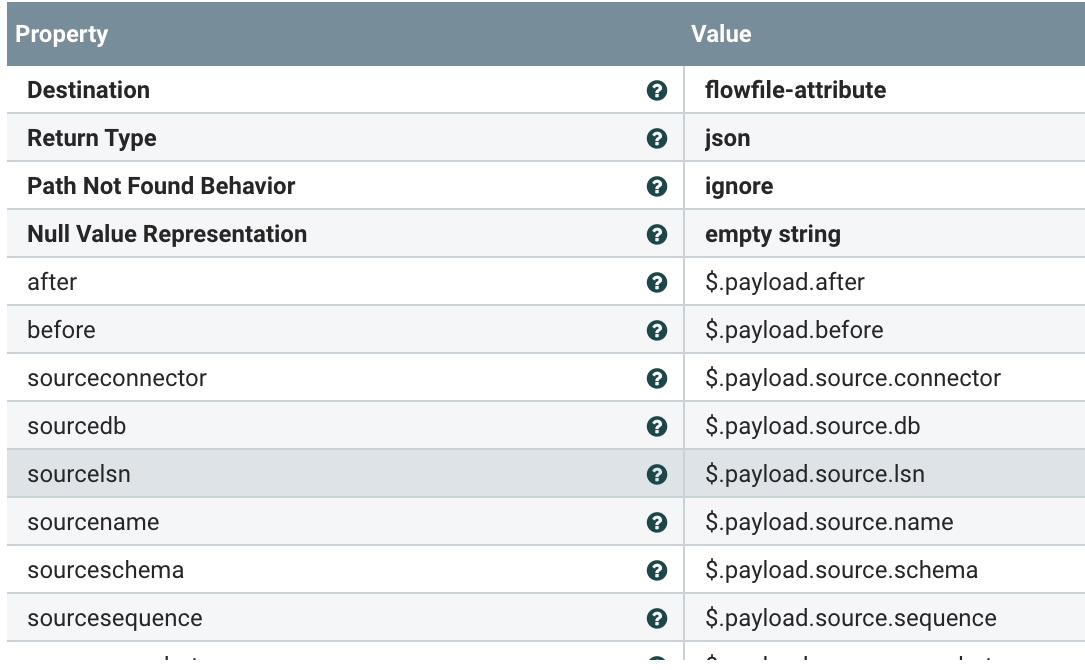 Property Value
Destination flowfile-attribute
Return Type json
Path Not Found Behavior ignore
Null Value Representation empty string
after $.payload.after
before $.payload.before
sourceconnector $.payload.source.connector
sourcedb $.payload.source.db
sourcelsn $.payload.source.lsn
sourcename $.payload.source.name
sourceschema $.payload.source.schema
sourcesequence $.payload.source.sequence